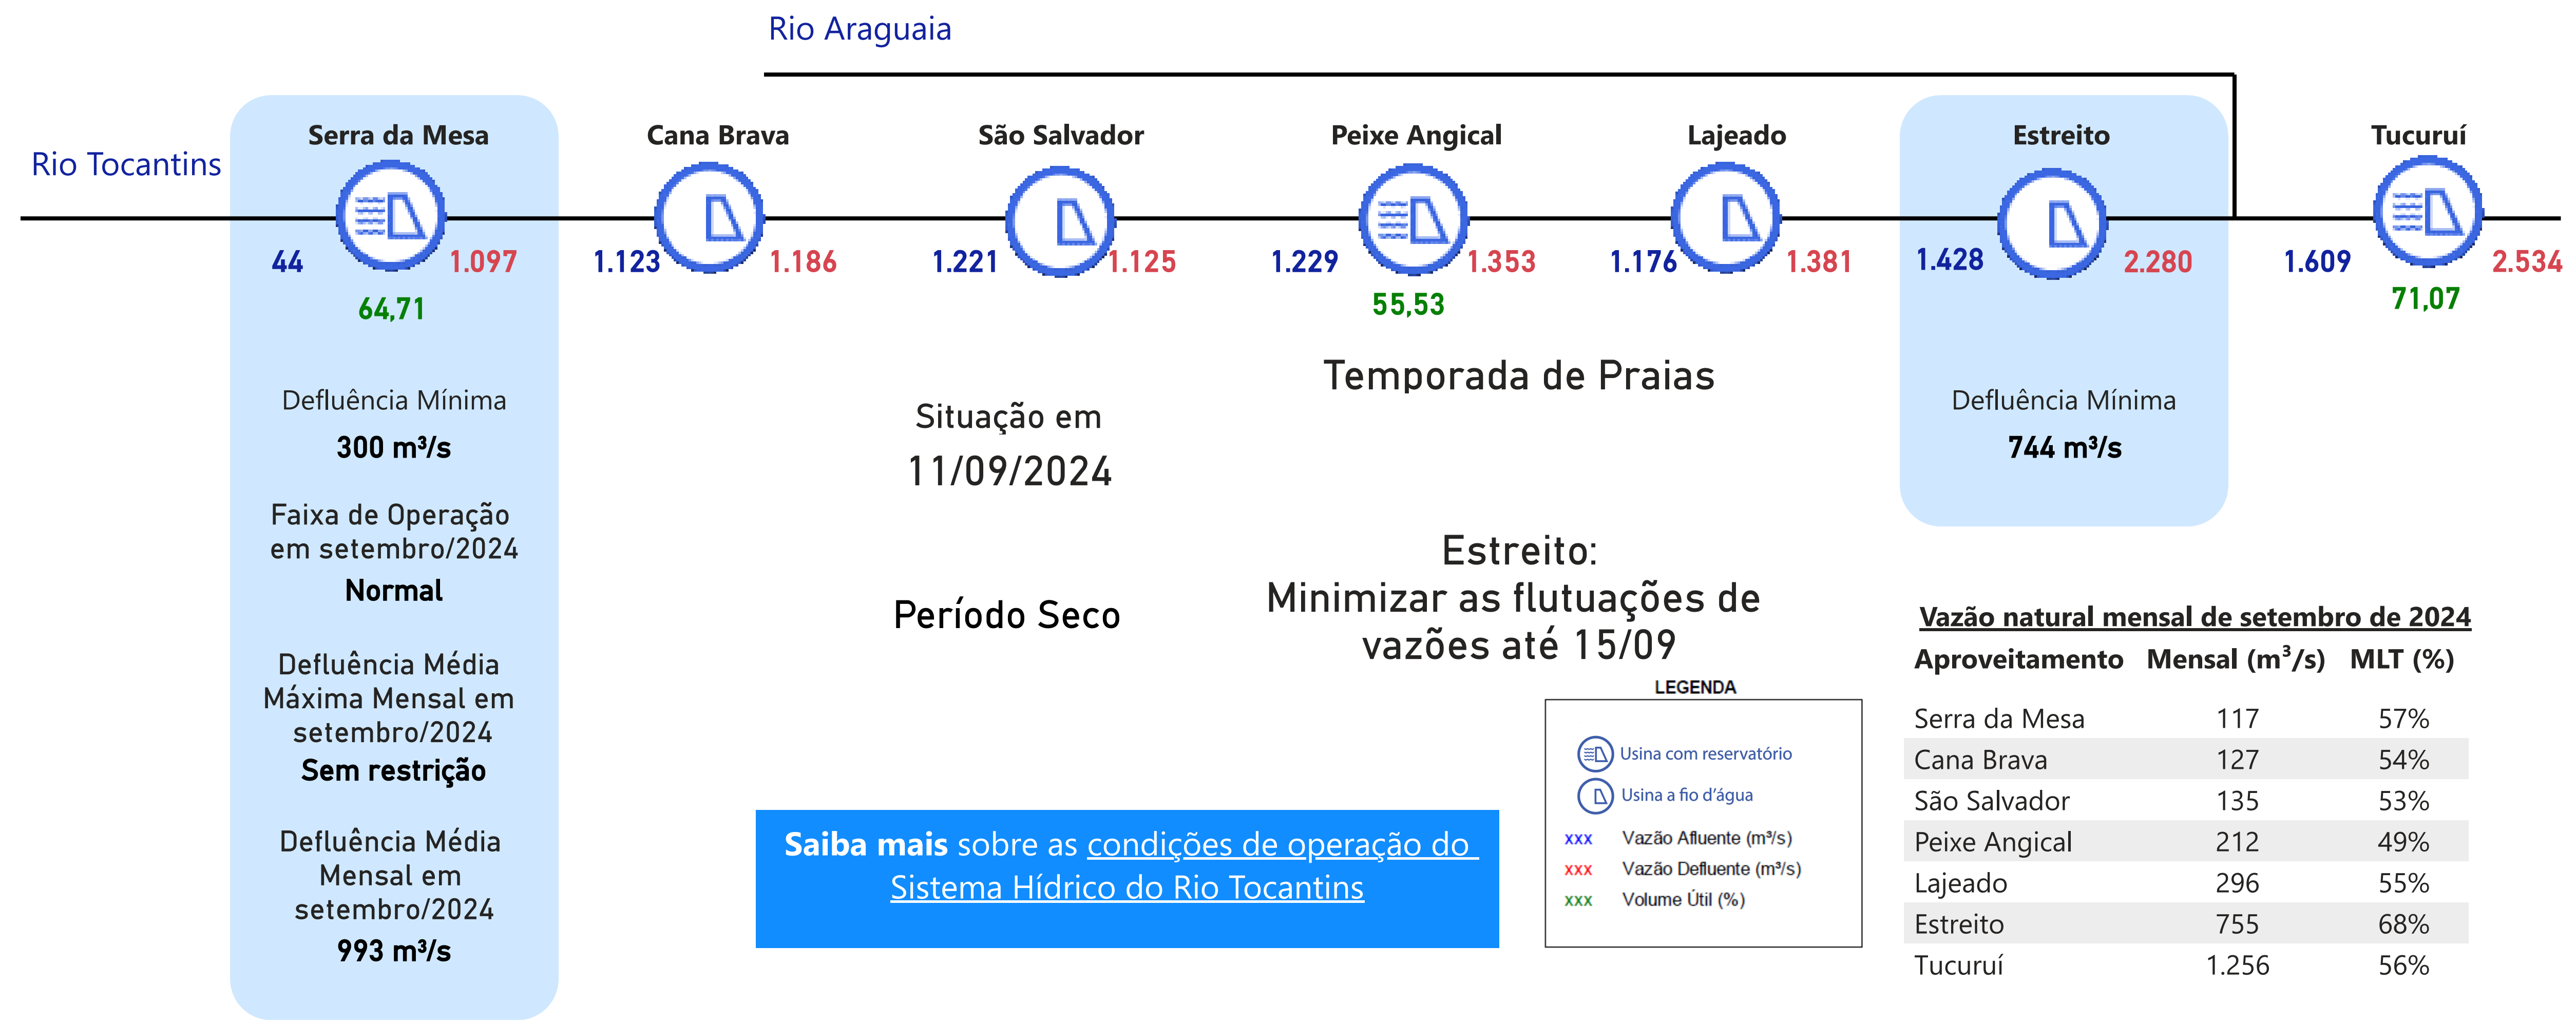 Rio Araguaia
Rio Tocantins
Serra da Mesa
Cana Brava
São Salvador
Peixe Angical
Lajeado
Estreito
Tucuruí
44
1.097
1.123
1.186
1.221
1.125
1.229
1.353
1.176
1.381
1.428
2.280
1.609
2.534
64,71
55,53
71,07
Defluência Mínima
300 m³/s
Faixa de Operação
em setembro/2024
Normal
Defluência Média
Máxima Mensal em
setembro/2024
Sem restrição
Defluência Média
Mensal em
setembro/2024
993 m³/s
Situação em
11/09/2024
Período Seco
Temporada de Praias
Estreito:
Minimizar as flutuações de
vazões até 15/09
Defluência Mínima
744 m³/s
Saiba mais sobre as condições de operação do
Sistema Hídrico do Rio Tocantins
LEGENDA
Usina com reservatório
Usina a fio d'água
xxx Vazão Afluente (m³/s)
xxx Vazão Defluente (m³/s)
xxx Volume Útil (%)
Vazão natural mensal de setembro de 2024
Aproveitamento Mensal (m³/s) MLT (%)
Serra da Mesa 117 57%
Cana Brava 127 54%
São Salvador 135 53%
Peixe Angical 212 49%
Lajeado 296 55%
Estreito 755 68%
Tucuruí 1.256 56%